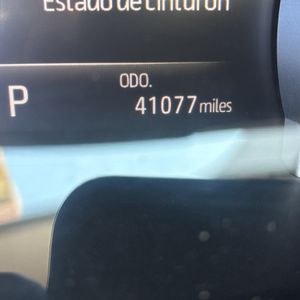 Estado de cinturón
ODO.
P
41077 miles